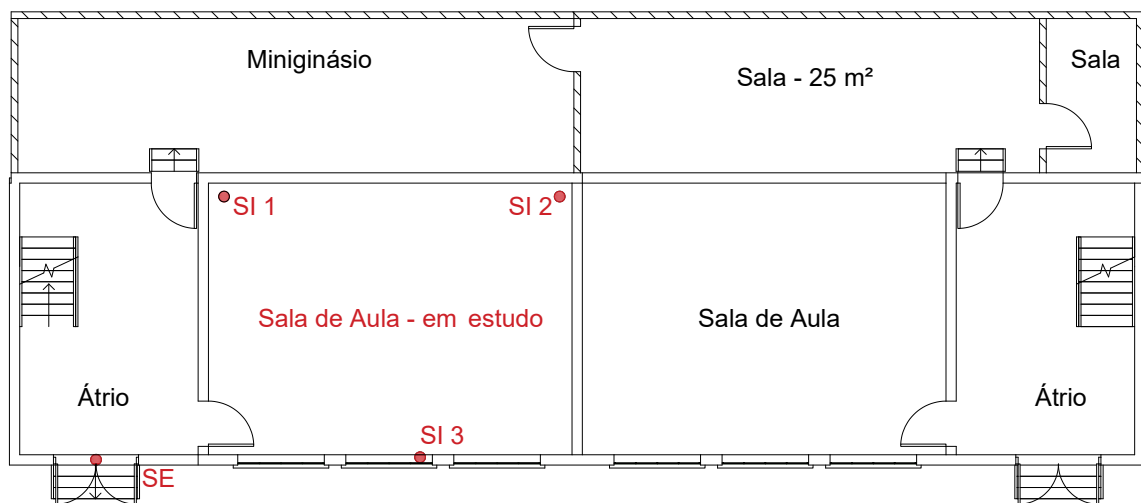 Miniginásio
Sala - 25 m²
Sala
SI 1
SI 2
Sala de Aula - em estudo
Sala de Aula
Átrio
Átrio
SI 3
SE